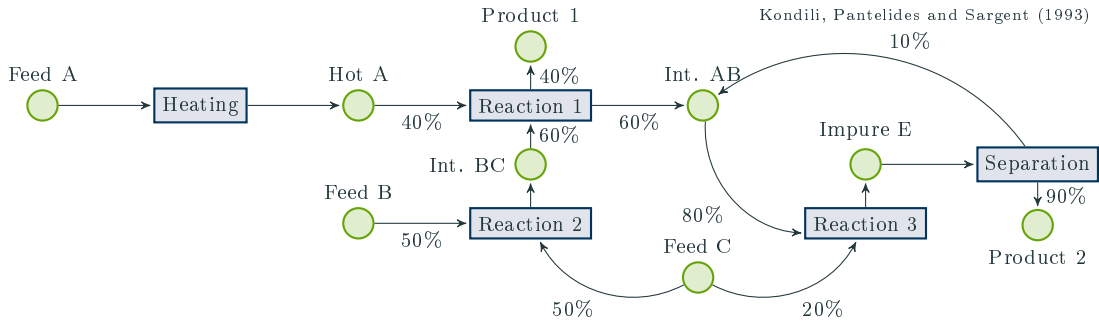 Kondili, Pantelides and Sargent (1993)
Product 1
10%
Feed A
Hot A
40%
Int. AB
Heating
Reaction 1
40%
60%
60%
Impure E
Int. BC
Separation
Feed B
90%
50%
Reaction 2
80%
Reaction 3
Feed C
Product 2
50%
20%